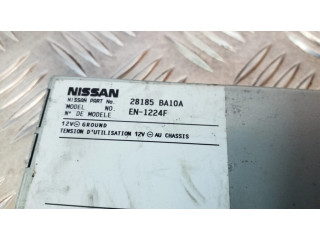 NISSAN
NISSAN PART No. 28185 BA10A
MODEL NO. EN-1224F
N° DE MODELE
12V⊖GROUND
TENSION D'UTILISATION 12V ⊖ AU CHASSIS